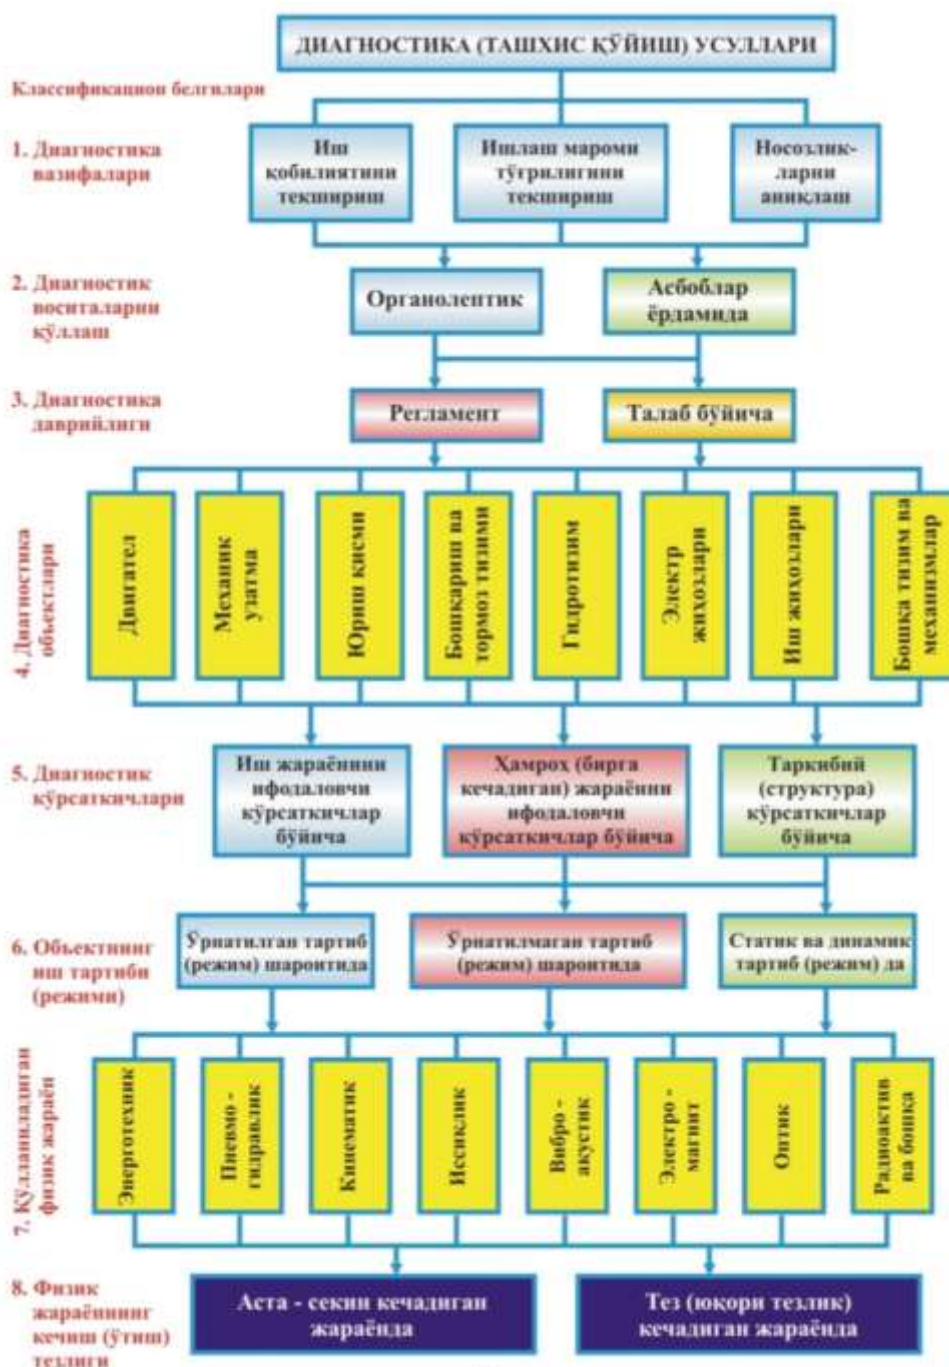 ДИАГНОСТИКА (ТАШХИС ҚЎЙИШ) УСУЛЛАРИ
Классификацион белгилари
1. Диагностика
вазифалари
Иш
қобилиятини
текшириш
Ишлаш мароми
тўғрилигини
текшириш
Носозлик-
ларни
аниқлаш
2. Диагностик
воситаларни
қўллаш
Органолептик
Асбоблар
ёрдамида
3. Диагностика
даврийлиги
Регламент
Талаб бўйича
4. Диагностика
объектлари
Двигател
Механик
узатма
Юриш қисми
Бошқариш ва
тормоз тизими
Гидротизим
Электр
жиҳозлари
Иш жиҳозлари
Бошқа тизим ва
механизмлар
5. Диагностик
кўрсаткичлари
Иш жараёнини
ифодаловчи
кўрсаткичлар
бўйича
Ҳамроҳ (бирга
кечадиган) жараённи
ифодаловчи
кўрсаткичлар бўйича
Таркибий
(структура)
кўрсаткичлар
бўйича
6. Объектнинг
иш тартиби
(режими)
Ўрнатилган тартиб
(режим) шароитида
Ўрнатилмаган тартиб
(режим) шароитида
Статик ва динамик
тартиб (режим) да
7. Қўлланиладиган
физик жараён
Энерготехник
Пневмо -
гидравлик
Кинематик
Иссиқлик
Вибро -
акустик
Электро -
магнит
Оптик
Радиоактив
ва бошқа
8. Физик
жараённинг
кечиш (ўтиш)
тезлиги
Аста - секин кечадиган
жараёнда
Тез (юқори тезлик)
кечадиган жараёнда